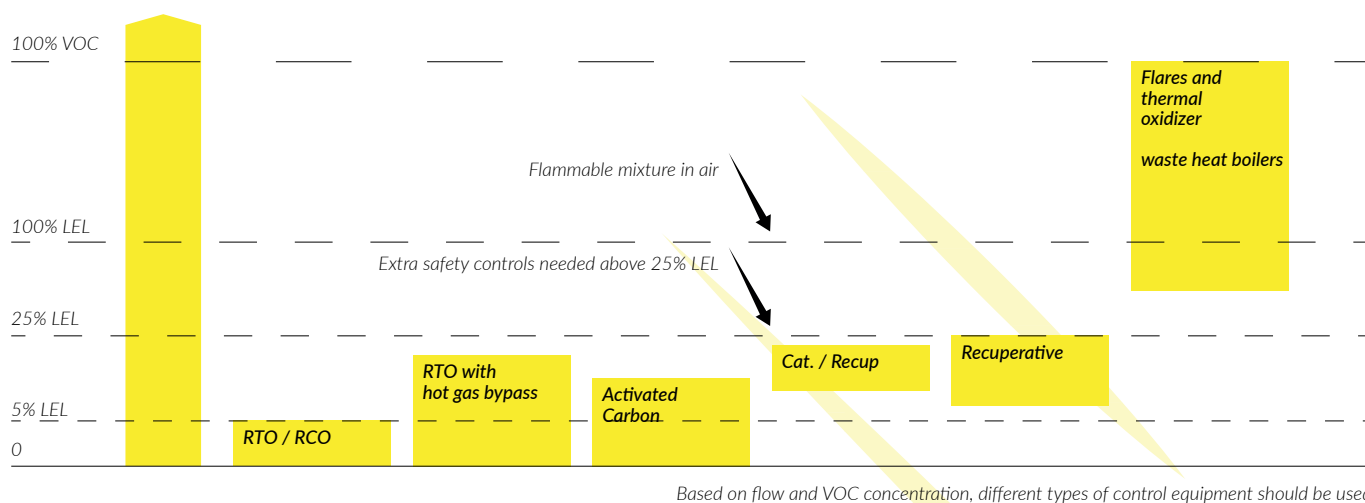 100% VOC
Flares and
thermal
oxidizer
waste heat boilers
Flammable mixture in air
100% LEL
Extra safety controls needed above 25% LEL
25% LEL
Cat. / Recup
Recuperative
RTO with
hot gas bypass
Activated
Carbon
5% LEL
RTO / RCO
0
Based on flow and VOC concentration, different types of control equipment should be used